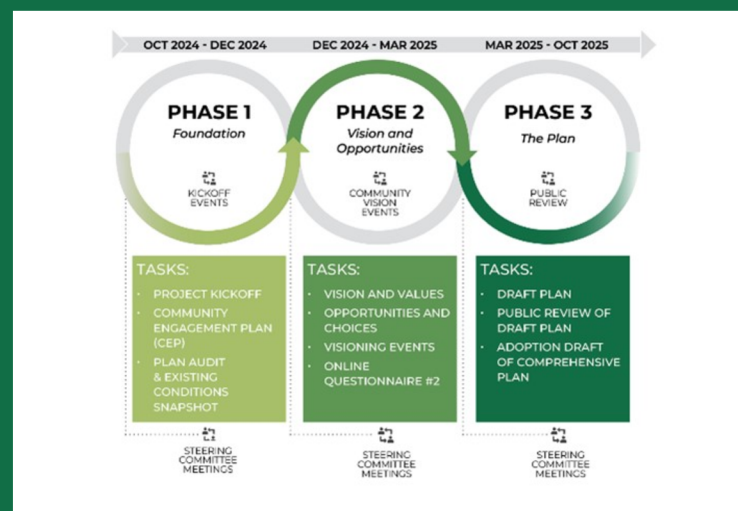 OCT 2024 - DEC 2024
DEC 2024 - MAR 2025
MAR 2025 - OCT 2025
PHASE 1
Foundation
KICKOFF
EVENTS
PHASE 2
Vision and
Opportunities
COMMUNITY
VISION
EVENTS
PHASE 3
The Plan
PUBLIC
REVIEW
TASKS:
• PROJECT KICKOFF
• COMMUNITY
ENGAGEMENT PLAN
(CEP)
• PLAN AUDIT
& EXISTING
CONDITIONS
SNAPSHOT
TASKS:
• VISION AND VALUES
• OPPORTUNITIES AND
CHOICES
• VISIONING EVENTS
• ONLINE
QUESTIONNAIRE #2
TASKS:
• DRAFT PLAN
• PUBLIC REVIEW OF
DRAFT PLAN
• ADOPTION DRAFT
OF COMPREHENSIVE
PLAN
STEERING
COMMITTEE
MEETINGS
STEERING
COMMITTEE
MEETINGS
STEERING
COMMITTEE
MEETINGS